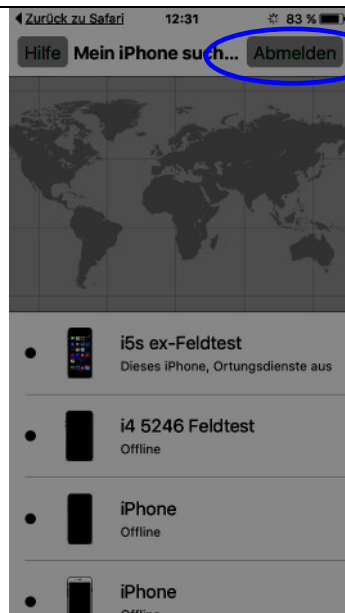 Zurück zu Safari 12:31 83 %
Hilfe Mein iPhone such... Abmelden
i5s ex-Feldtest
Dieses iPhone, Ortungsdienste aus
i4 5246 Feldtest
Offline
iPhone
Offline
iPhone
Offline